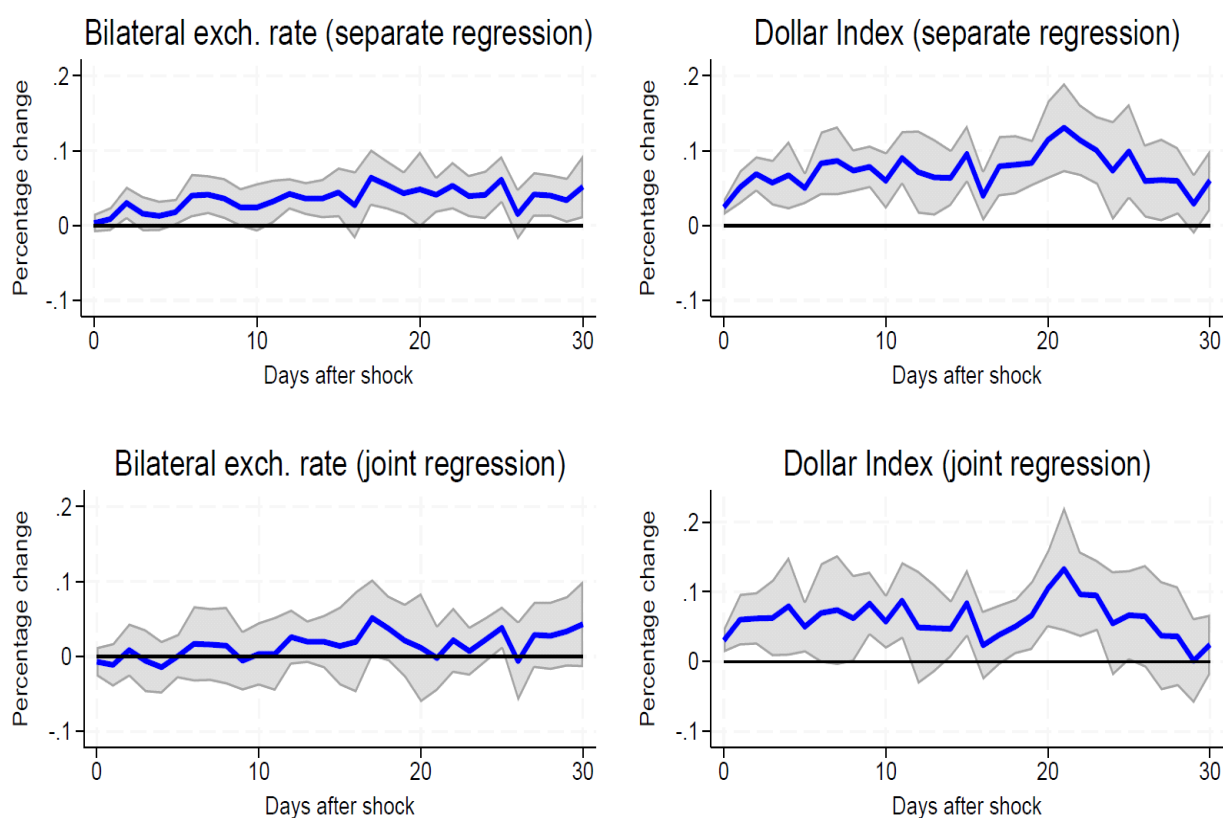 Bilateral exch. rate (separate regression)
Percentage change
.2
.1
0
-.1
0
10
20
30
Days after shock
Dollar Index (separate regression)
Percentage change
.2
.1
0
-.1
0
10
20
30
Days after shock
Bilateral exch. rate (joint regression)
Percentage change
.2
.1
0
-.1
0
10
20
30
Days after shock
Dollar Index (joint regression)
Percentage change
.2
.1
0
-.1
0
10
20
30
Days after shock